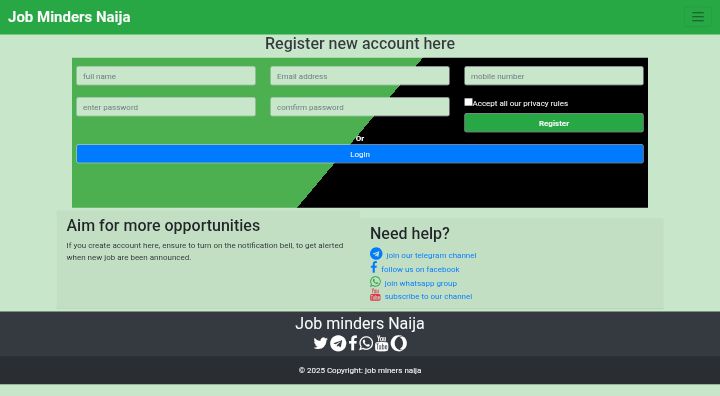 Job Minders Naija
Register new account here
full name
Email address
mobile number
enter password
comfirm password
Accept all our privacy rules
Register
Or
Login
Aim for more opportunities
If you create account here, ensure to turn on the notification bell, to get alerted
when new job are been announced.
Need help?
join our telegram channel
follow us on facebook
join whatsapp group
You
Tube
subscribe to our channel
Job minders Naija
You
Tube
© 2025 Copyright: job miners naija